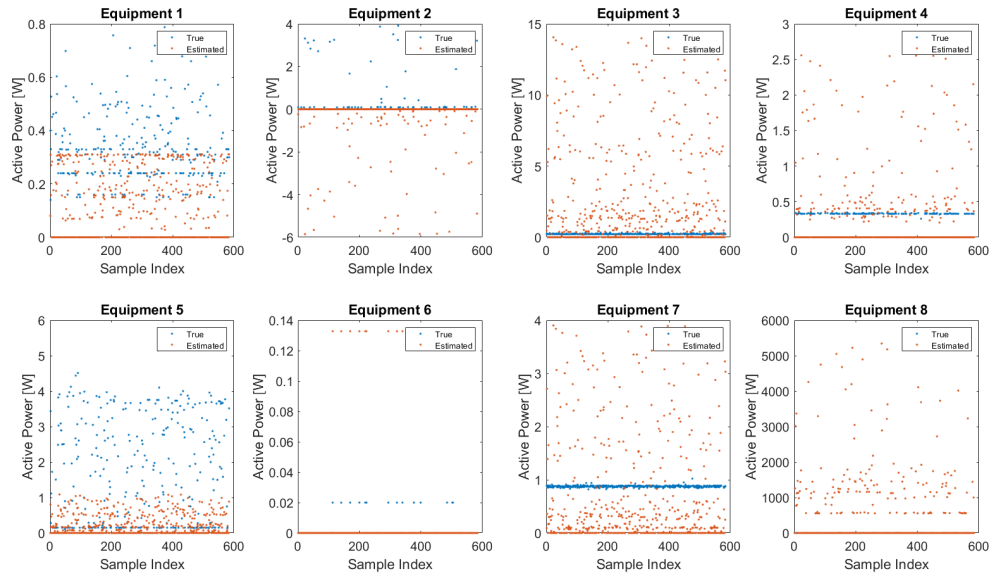 Equipment 1
Active Power [W]
0.8
0.6
0.4
0.2
0
0 200 400 600
Sample Index
True
Estimated
Equipment 2
Active Power [W]
4
2
0
-2
-4
-6
0 200 400 600
Sample Index
True
Estimated
Equipment 3
Active Power [W]
15
10
5
0
0 200 400 600
Sample Index
True
Estimated
Equipment 4
Active Power [W]
3
2.5
2
1.5
1
0.5
0
0 200 400 600
Sample Index
True
Estimated
Equipment 5
Active Power [W]
6
5
4
3
2
1
0
0 200 400 600
Sample Index
True
Estimated
Equipment 6
Active Power [W]
0.14
0.12
0.1
0.08
0.06
0.04
0.02
0
0 200 400 600
Sample Index
True
Estimated
Equipment 7
Active Power [W]
4
3
2
1
0
0 200 400 600
Sample Index
True
Estimated
Equipment 8
Active Power [W]
6000
5000
4000
3000
2000
1000
0
0 200 400 600
Sample Index
True
Estimated